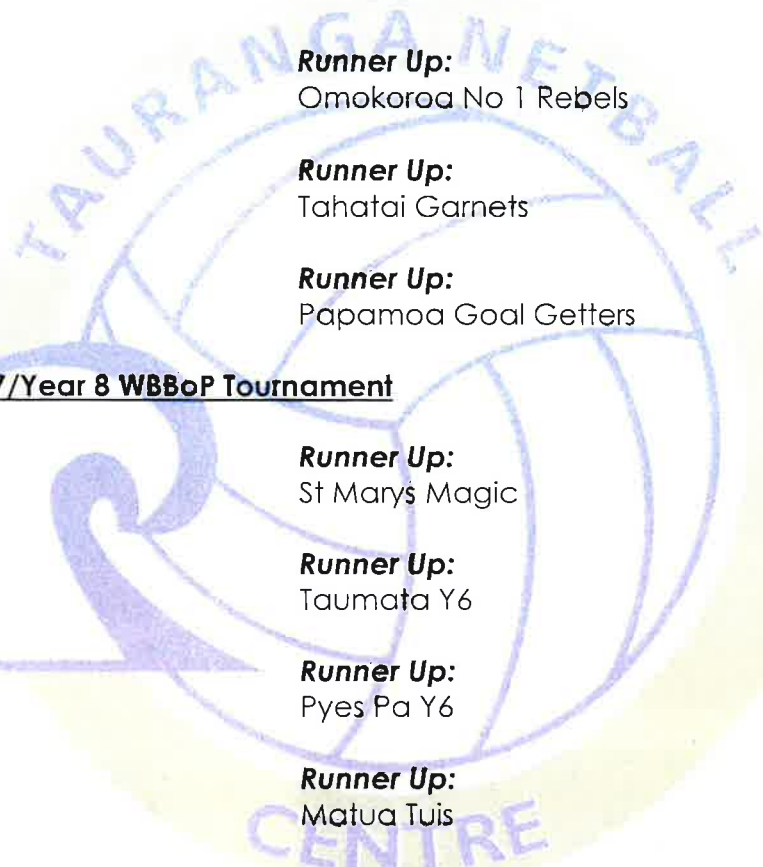 TAURANGA NETBALL
Runner Up:
Omokoroa No 1 Rebels
Runner Up:
Tahatai Garnets
Runner Up:
Papamoa Goal Getters
7/Year 8 WBBoP Tournament
Runner Up:
St Marys Magic
Runner Up:
Taumata Y6
Runner Up:
Pyes Pa Y6
Runner Up:
Matua Tuis
CENTRE